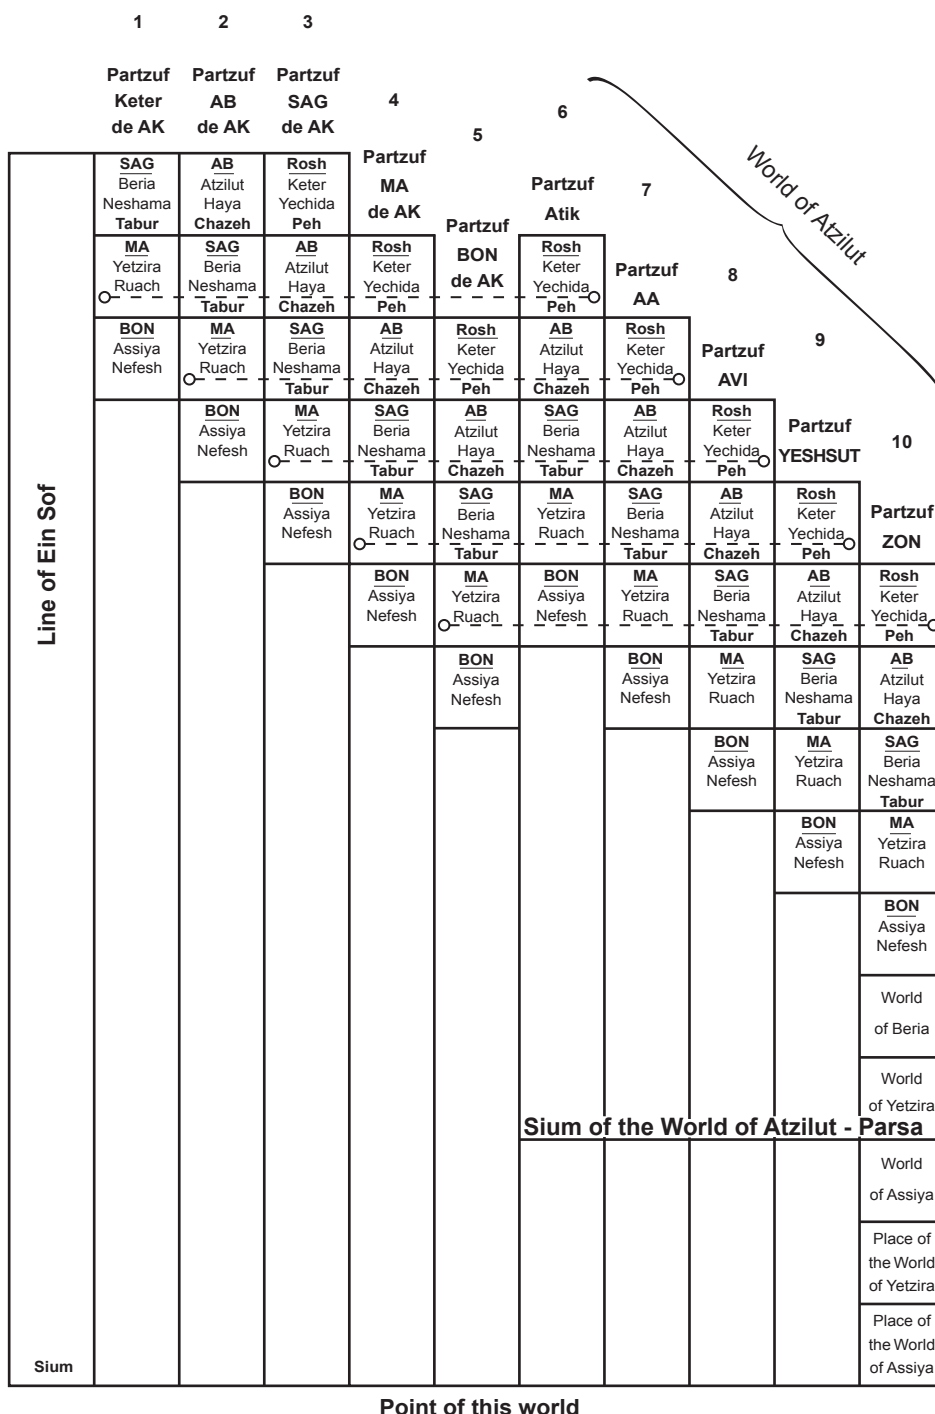 1
2
3
Partzuf
Keter
de AK
Partzuf
AB
de AK
Partzuf
SAG
de AK
4
Partzuf
MA
de AK
5
Partzuf
BON
de AK
6
Partzuf
Atik
7
Partzuf
AA
8
Partzuf
AVI
9
Partzuf
YESHSUT
10
Partzuf
ZON
World of Atzilut
Line of Ein Sof
Sium
SAG
Beria
Neshama
Tabur
MA
Yetzira
Ruach
BON
Assiya
Nefesh
AB
Atzilut
Haya
Chazeh
SAG
Beria
Neshama
Tabur
MA
Yetzira
Ruach
BON
Assiya
Nefesh
Rosh
Keter
Yechida
Peh
AB
Atzilut
Haya
Chazeh
SAG
Beria
Neshama
Tabur
MA
Yetzira
Ruach
BON
Assiya
Nefesh
Rosh
Keter
Yechida
Peh
AB
Atzilut
Haya
Chazeh
SAG
Beria
Neshama
Tabur
MA
Yetzira
Ruach
BON
Assiya
Nefesh
Rosh
Keter
Yechida
Peh
AB
Atzilut
Haya
Chazeh
SAG
Beria
Neshama
Tabur
MA
Yetzira
Ruach
BON
Assiya
Nefesh
Rosh
Keter
Yechida
Peh
AB
Atzilut
Haya
Chazeh
SAG
Beria
Neshama
Tabur
MA
Yetzira
Ruach
BON
Assiya
Nefesh
Rosh
Keter
Yechida
Peh
AB
Atzilut
Haya
Chazeh
SAG
Beria
Neshama
Tabur
MA
Yetzira
Ruach
BON
Assiya
Nefesh
Rosh
Keter
Yechida
Peh
AB
Atzilut
Haya
Chazeh
SAG
Beria
Neshama
Tabur
MA
Yetzira
Ruach
BON
Assiya
Nefesh
Rosh
Keter
Yechida
Peh
AB
Atzilut
Haya
Chazeh
SAG
Beria
Neshama
Tabur
MA
Yetzira
Ruach
BON
Assiya
Nefesh
Rosh
Keter
Yechida
Peh
AB
Atzilut
Haya
Chazeh
SAG
Beria
Neshama
Tabur
MA
Yetzira
Ruach
BON
Assiya
Nefesh
World
of Beria
World
of Yetzira
Sium of the World of Atzilut - Parsa
World
of Assiya
Place of
the World
of Yetzira
Place of
the World
of Assiya
Point of this world